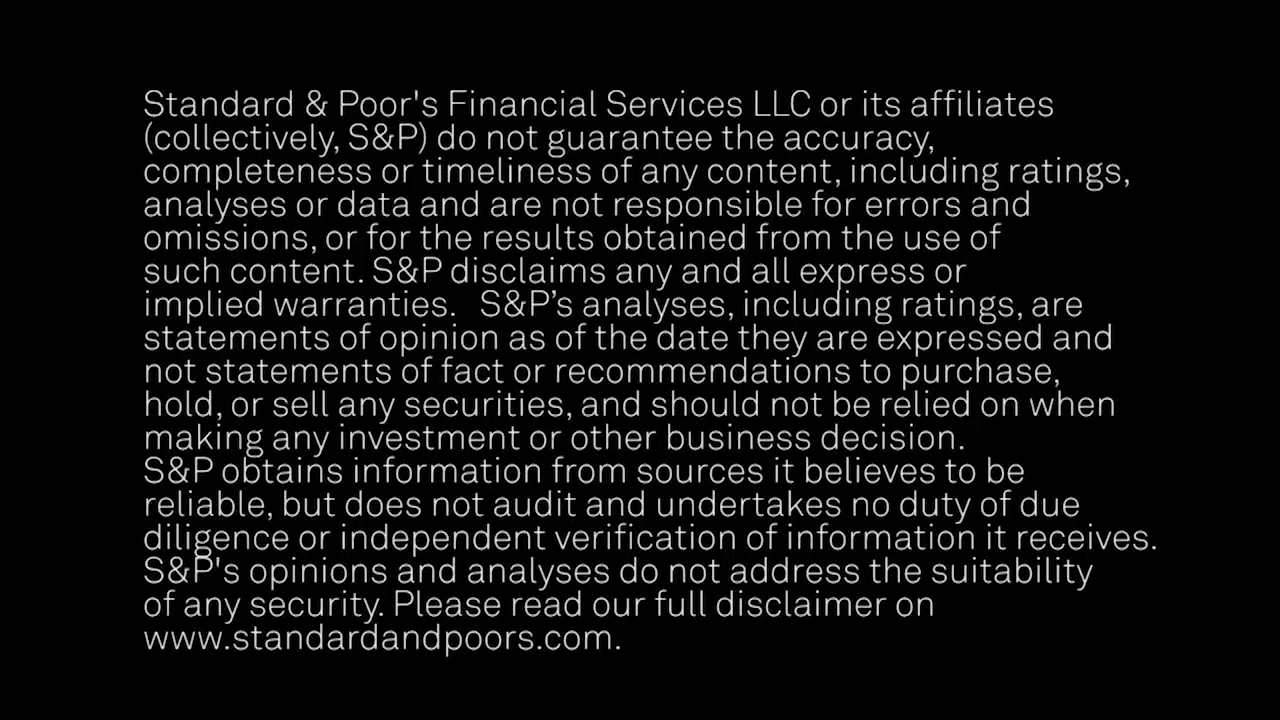 Standard & Poor's Financial Services LLC or its affiliates
(collectively, S&P) do not guarantee the accuracy,
completeness or timeliness of any content, including ratings,
analyses or data and are not responsible for errors and
omissions, or for the results obtained from the use of
such content. S&P disclaims any and all express or
implied warranties.   S&P’s analyses, including ratings, are
statements of opinion as of the date they are expressed and
not statements of fact or recommendations to purchase,
hold, or sell any securities, and should not be relied on when
making any investment or other business decision.
S&P obtains information from sources it believes to be
reliable, but does not audit and undertakes no duty of due
diligence or independent verification of information it receives.
S&P's opinions and analyses do not address the suitability
of any security. Please read our full disclaimer on
www.standardandpoors.com.